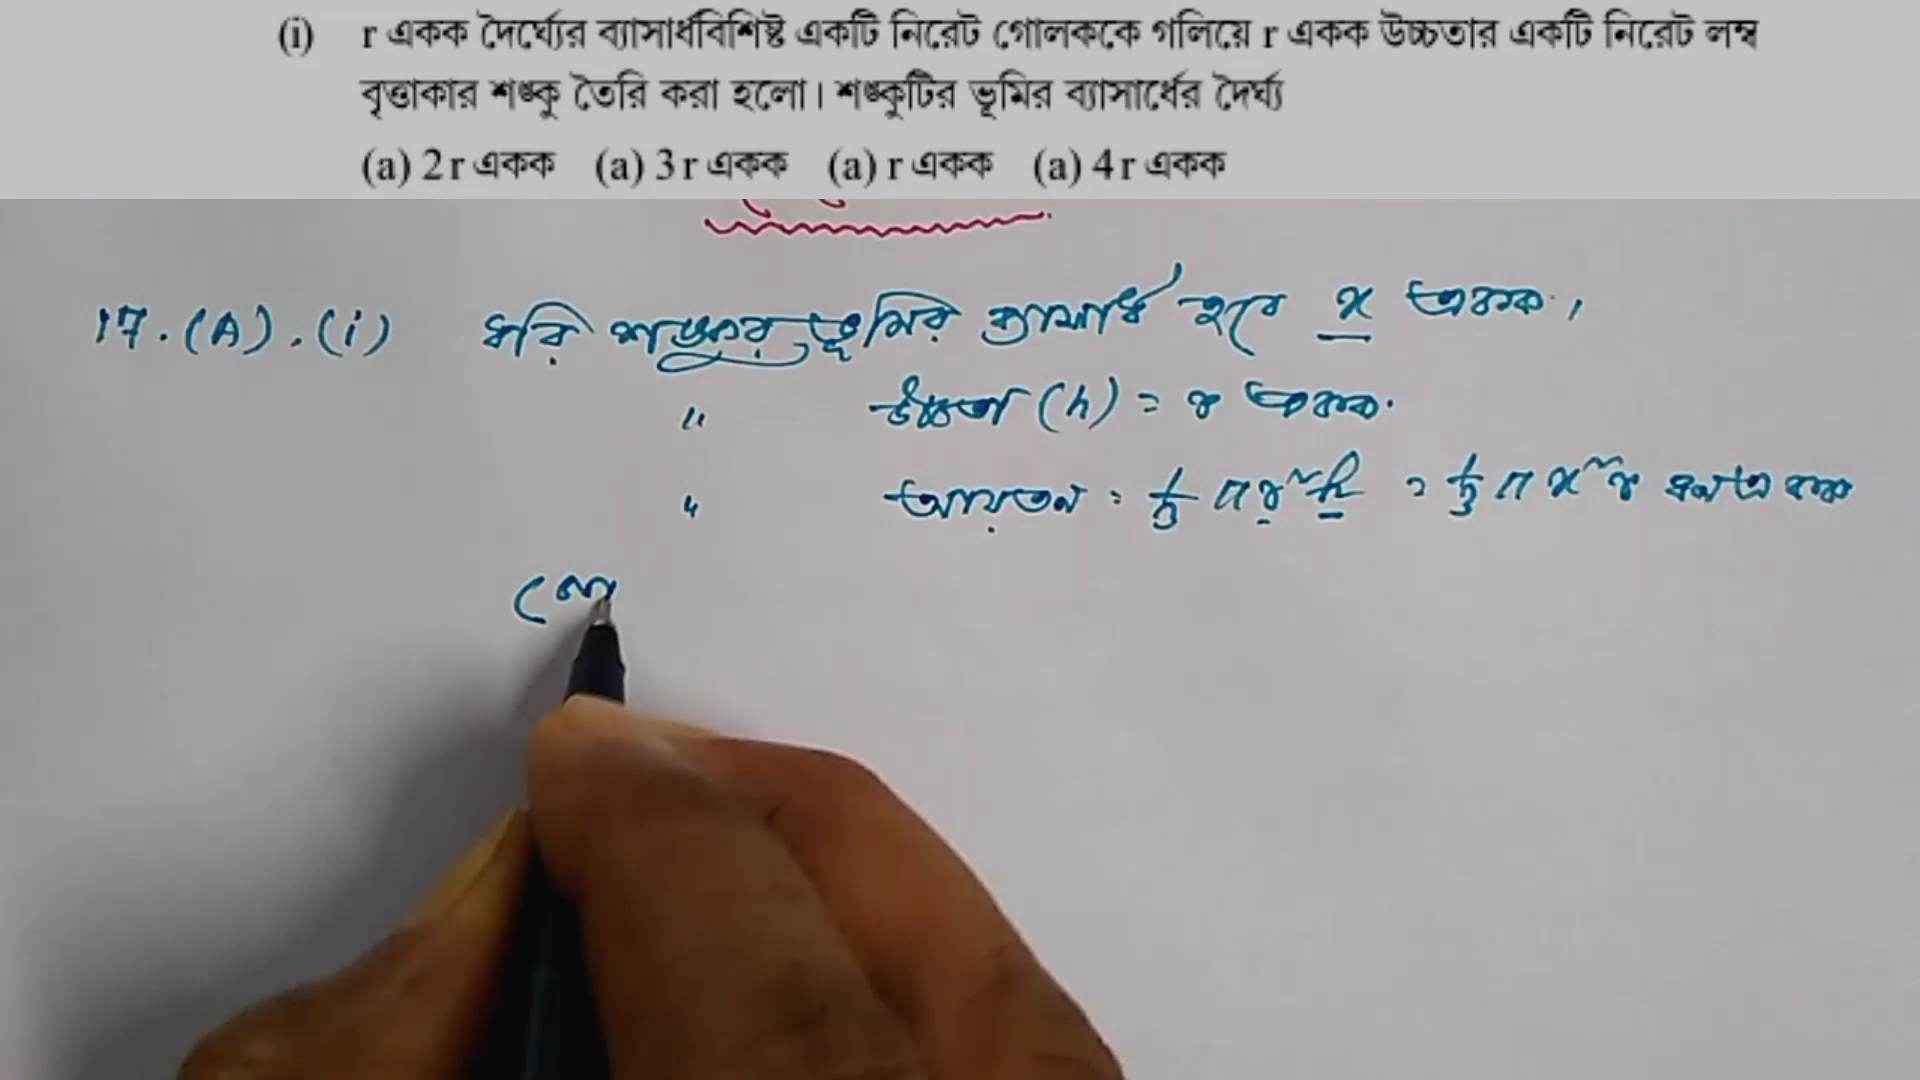 (i) r একক দৈর্ঘ্যের ব্যাসার্ধবিশিষ্ট একটি নিরেট গোলককে গলিয়ে r একক উচ্চতার একটি নিরেট লম্ব
বৃত্তাকার শঙ্কু তৈরি করা হলো। শঙ্কুটির ভূমির ব্যাসার্ধের দৈর্ঘ্য
(a) 2r একক (a) 3r একক (a) r একক (a) 4r একক
17.(A).(i) ধরি শঙ্কুর ভূমির ব্যাসার্ধ হবে x একক,
" উচ্চতা (h) = r একক.
" আয়তন = 1/3 πr²h = 1/3 πx²r ঘনএকক
গো